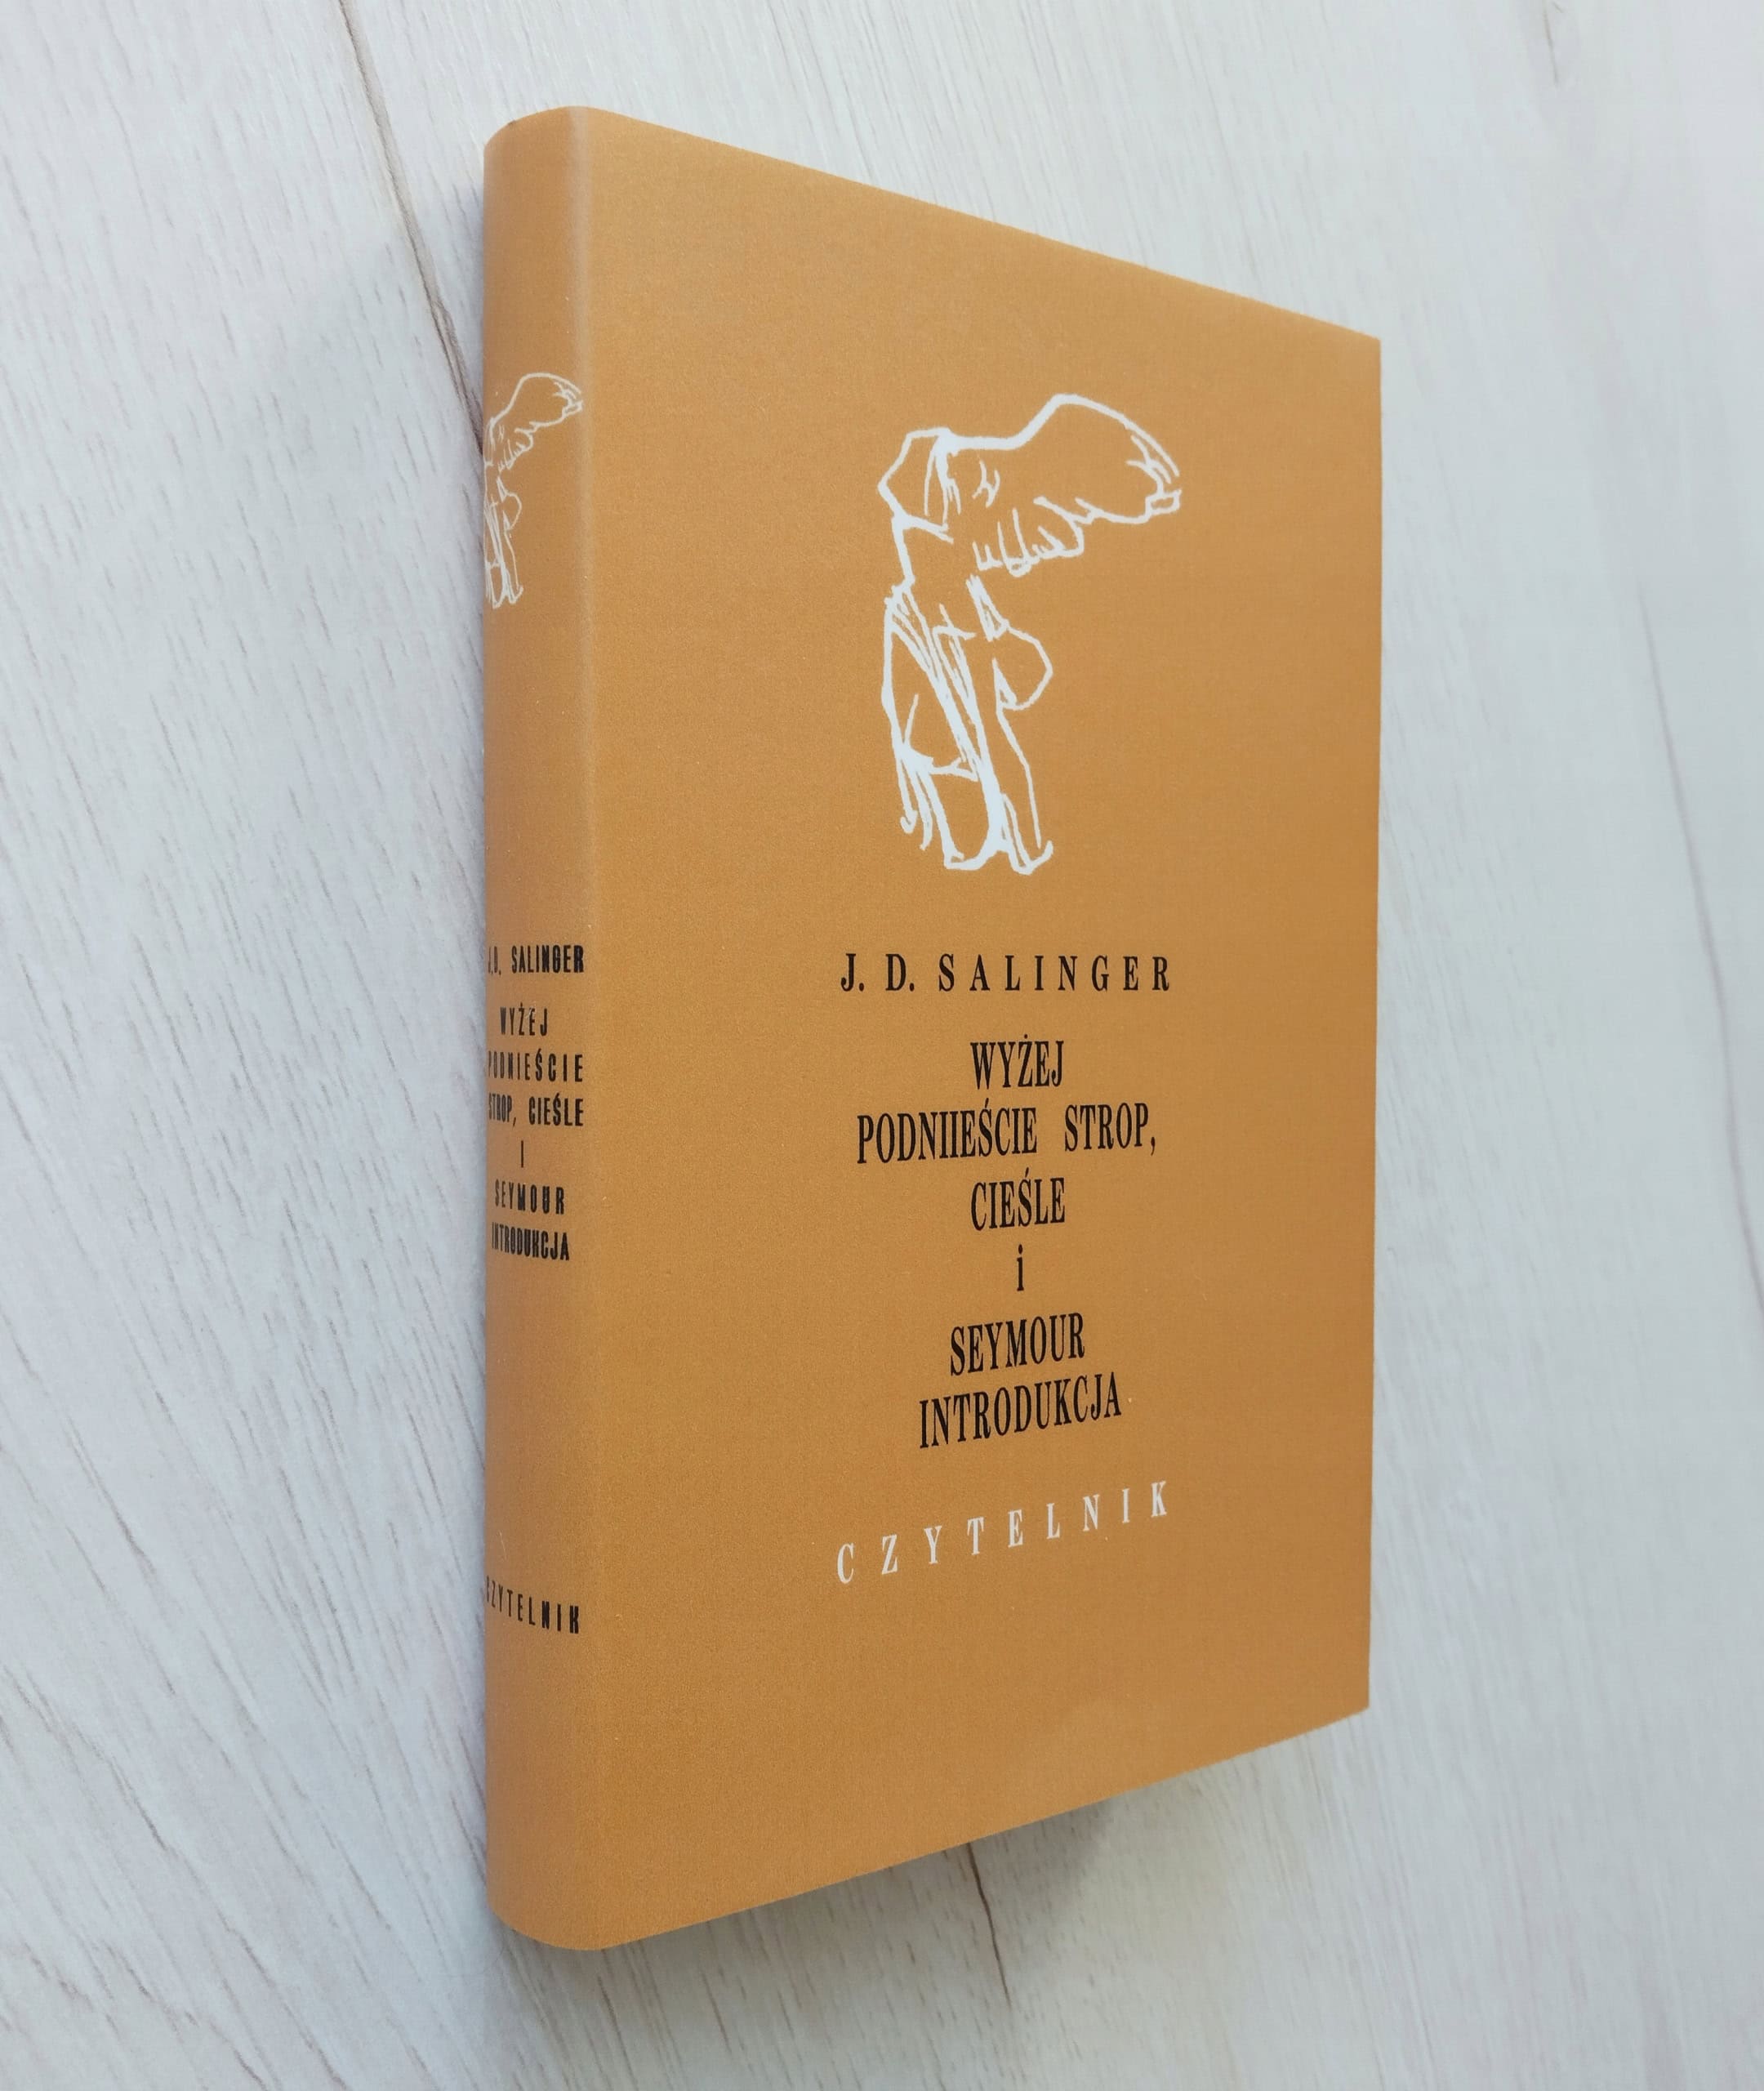 J.D. SALINGER
WYŻEJ
PODNIEŚCIE
STROP, CIEŚLE
I
SEYMOUR
INTRODUKCJA
CZYTELNIK
J. D. SALINGER
WYŻEJ
PODNIIEŚCIE STROP,
CIEŚLE
i
SEYMOUR
INTRODUKCJA
CZYTELNIK